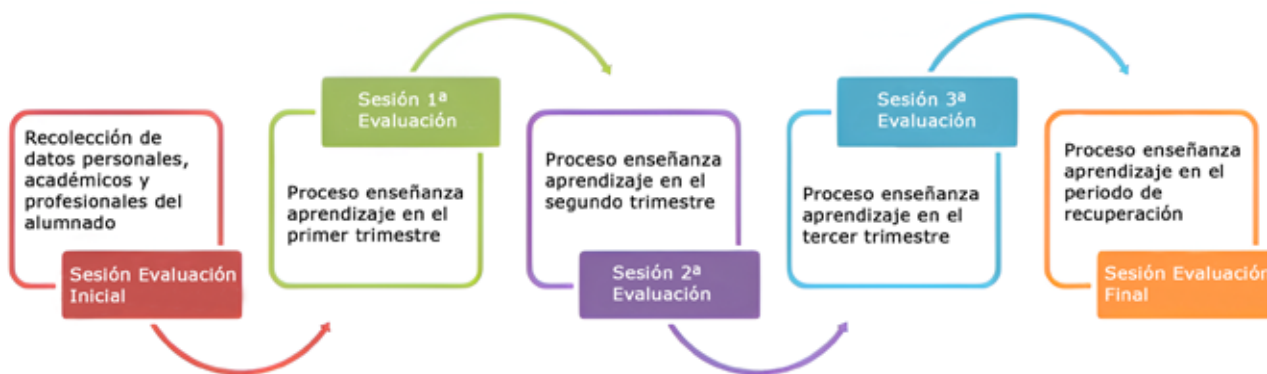 Recolección de
datos personales,
académicos y
profesionales del
alumnado
Sesión Evaluación
Inicial
Sesión 1ª
Evaluación
Proceso enseñanza
aprendizaje en el
primer trimestre
Proceso enseñanza
aprendizaje en el
segundo trimestre
Sesión 2ª
Evaluación
Sesión 3ª
Evaluación
Proceso enseñanza
aprendizaje en el
tercer trimestre
Proceso enseñanza
aprendizaje en el
periodo de
recuperación
Sesión Evaluación
Final